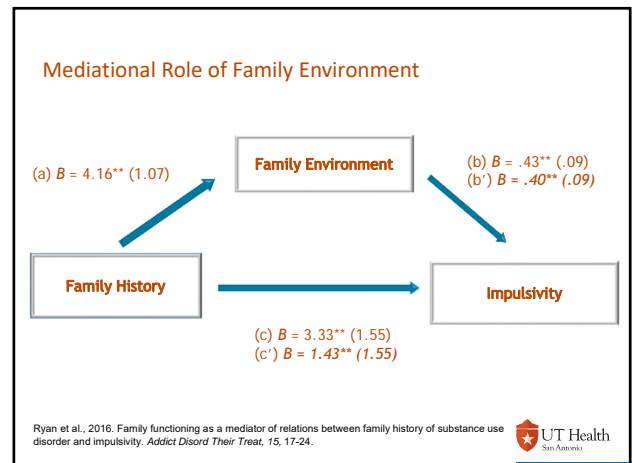 Mediational Role of Family Environment
Family Environment
(a) B = 4.16** (1.07)
(b) B = .43** (.09)
(b') B = .40** (.09)
Family History
Impulsivity
(c) B = 3.33** (1.55)
(c') B = 1.43** (1.55)
Ryan et al., 2016. Family functioning as a mediator of relations between family history of substance use
disorder and impulsivity. Addict Disord Their Treat, 15, 17-24.
UT Health
San Antonio